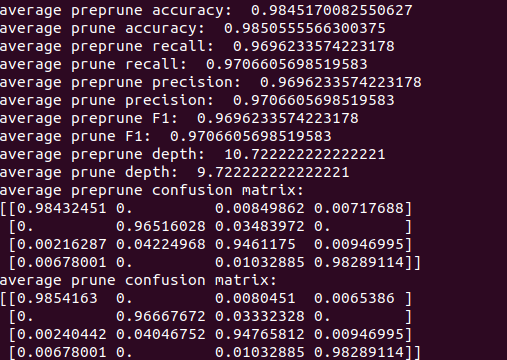 average preprune accuracy:  0.9845170082550627
average prune accuracy:  0.9850555566300375
average preprune recall:  0.9696233574223178
average prune recall:  0.9706605698519583
average preprune precision:  0.9696233574223178
average prune precision:  0.9706605698519583
average preprune F1:  0.9696233574223178
average prune F1:  0.9706605698519583
average preprune depth:  10.722222222222221
average prune depth:  9.722222222222221
average preprune confusion matrix:
[[0.98432451 0.         0.00849862 0.00717688]
 [0.         0.96516028 0.03483972 0.        ]
 [0.00216287 0.04224968 0.9461175  0.00946995]
 [0.00678001 0.         0.01032885 0.98289114]]
average prune confusion matrix:
[[0.9854163  0.         0.0080451  0.0065386 ]
 [0.         0.96667672 0.03332328 0.        ]
 [0.00240442 0.04046752 0.94765812 0.00946995]
 [0.00678001 0.         0.01032885 0.98289114]]